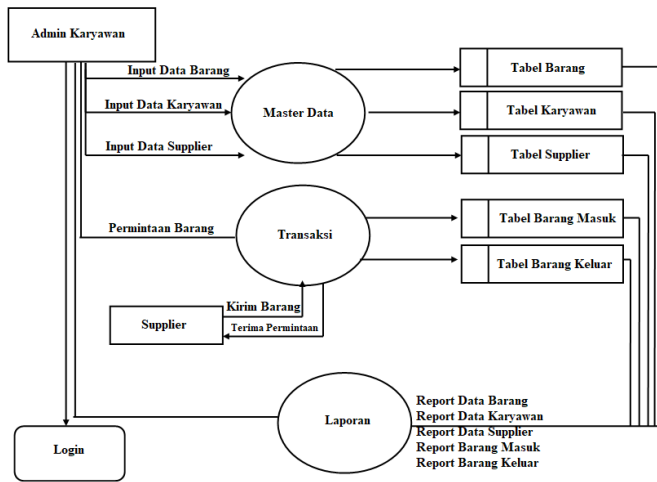 Admin Karyawan
Input Data Barang
Input Data Karyawan
Input Data Supplier
Master Data
Tabel Barang
Tabel Karyawan
Tabel Supplier
Permintaan Barang
Transaksi
Tabel Barang Masuk
Tabel Barang Keluar
Kirim Barang
Terima Permintaan
Supplier
Laporan
Report Data Barang
Report Data Karyawan
Report Data Supplier
Report Barang Masuk
Report Barang Keluar
Login